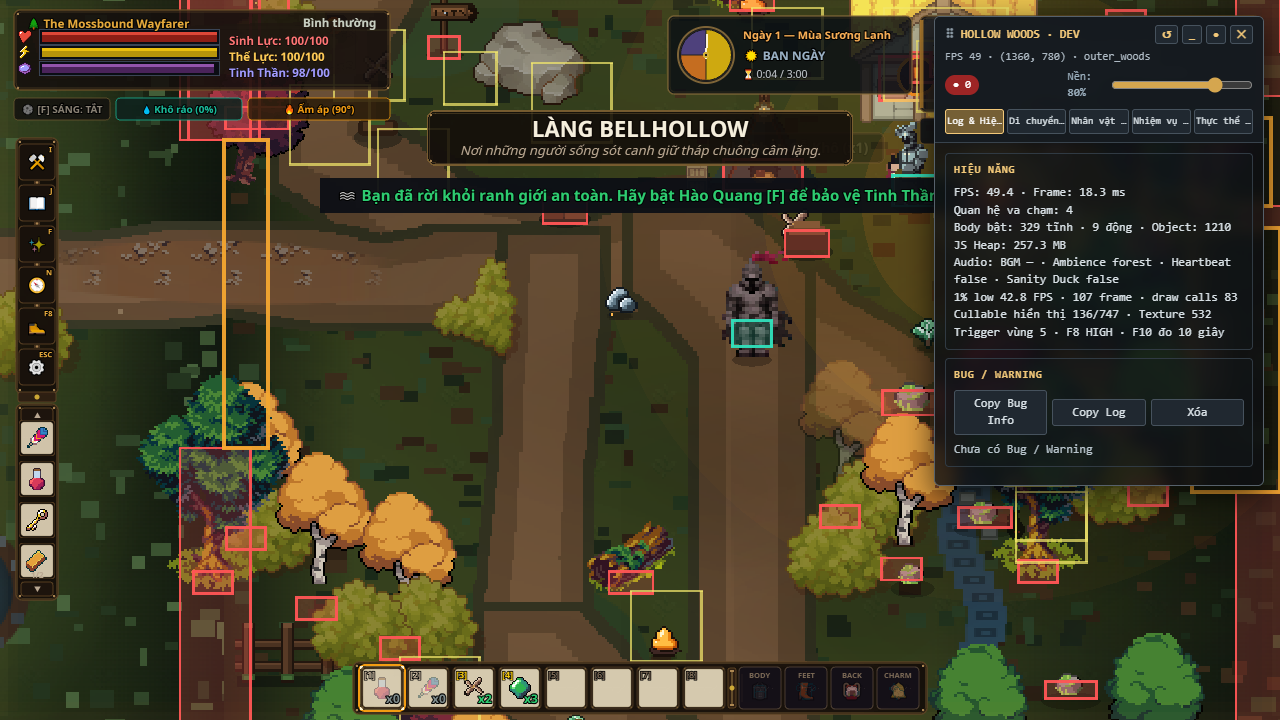 The Mossbound Wayfarer
Bình thường
Sinh Lực: 100/100
Thể Lực: 100/100
Tinh Thần: 98/100
[F] SÁNG: TẮT
Khô ráo (0%)
Ấm áp (90°)
Ngày 1 — Mùa Sương Lạnh
BAN NGÀY
0:04 / 3:00
LÀNG BELLHOLLOW
Nơi những người sống sót canh giữ tháp chuông câm lặng.
Bạn đã rời khỏi ranh giới an toàn. Hãy bật Hào Quang [F] để bảo vệ Tinh Thần
I
J
F
N
F8
ESC
HOLLOW WOODS · DEV
FPS 49 · (1360, 780) · outer_woods
0
Nền: 80%
Log & Hiệ…
Di chuyển…
Nhân vật …
Nhiệm vụ …
Thực thể …
HIỆU NĂNG
FPS: 49.4 · Frame: 18.3 ms
Quan hệ va chạm: 4
Body bật: 329 tĩnh · 9 động · Object: 1210
JS Heap: 257.3 MB
Audio: BGM — · Ambience forest · Heartbeat
false · Sanity Duck false
1% low 42.8 FPS · 107 frame · draw calls 83
Cullable hiển thị 136/747 · Texture 532
Trigger vùng 5 · F8 HIGH · F10 đo 10 giây
BUG / WARNING
Copy Bug Info
Copy Log
Xóa
Chưa có Bug / Warning
[1] x0
[2] x0
[3] x2
[4] x3
[5]
[6]
[7]
[8]
BODY
FEET
BACK
CHARM